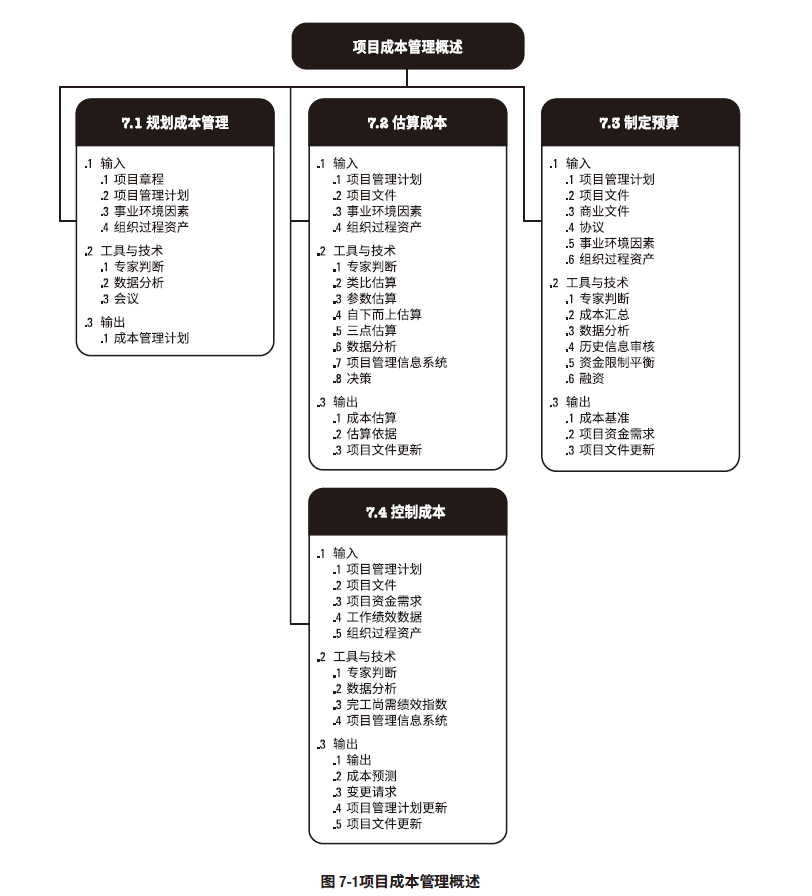 项目成本管理概述
7.1 规划成本管理
.1 输入
.1 项目章程
.2 项目管理计划
.3 事业环境因素
.4 组织过程资产
.2 工具与技术
.1 专家判断
.2 数据分析
.3 会议
.3 输出
.1 成本管理计划
7.2 估算成本
.1 输入
.1 项目管理计划
.2 项目文件
.3 事业环境因素
.4 组织过程资产
.2 工具与技术
.1 专家判断
.2 类比估算
.3 参数估算
.4 自下而上估算
.5 三点估算
.6 数据分析
.7 项目管理信息系统
.8 决策
.3 输出
.1 成本估算
.2 估算依据
.3 项目文件更新
7.3 制定预算
.1 输入
.1 项目管理计划
.2 项目文件
.3 商业文件
.4 协议
.5 事业环境因素
.6 组织过程资产
.2 工具与技术
.1 专家判断
.2 成本汇总
.3 数据分析
.4 历史信息审核
.5 资金限制平衡
.6 融资
.3 输出
.1 成本基准
.2 项目资金需求
.3 项目文件更新
7.4 控制成本
.1 输入
.1 项目管理计划
.2 项目文件
.3 项目资金需求
.4 工作绩效数据
.5 组织过程资产
.2 工具与技术
.1 专家判断
.2 数据分析
.3 完工尚需绩效指数
.4 项目管理信息系统
.3 输出
.1 输出
.2 成本预测
.3 变更请求
.4 项目管理计划更新
.5 项目文件更新
图 7-1项目成本管理概述